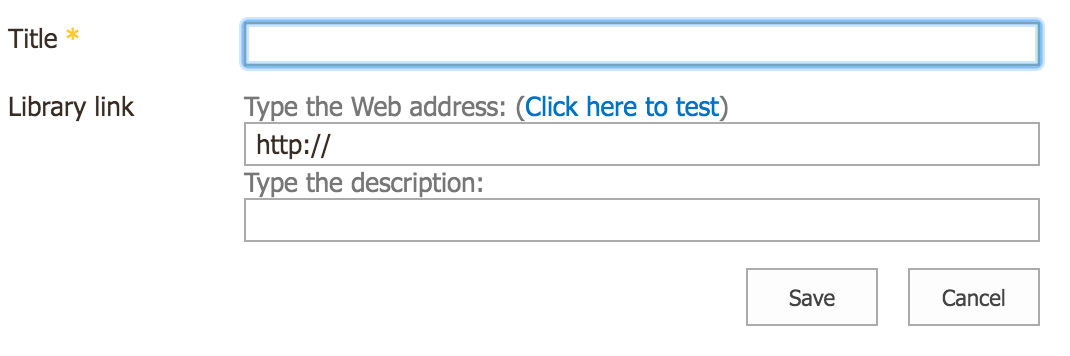 Title *
Library link
Type the Web address: (Click here to test)
http://
Type the description:
Save Cancel